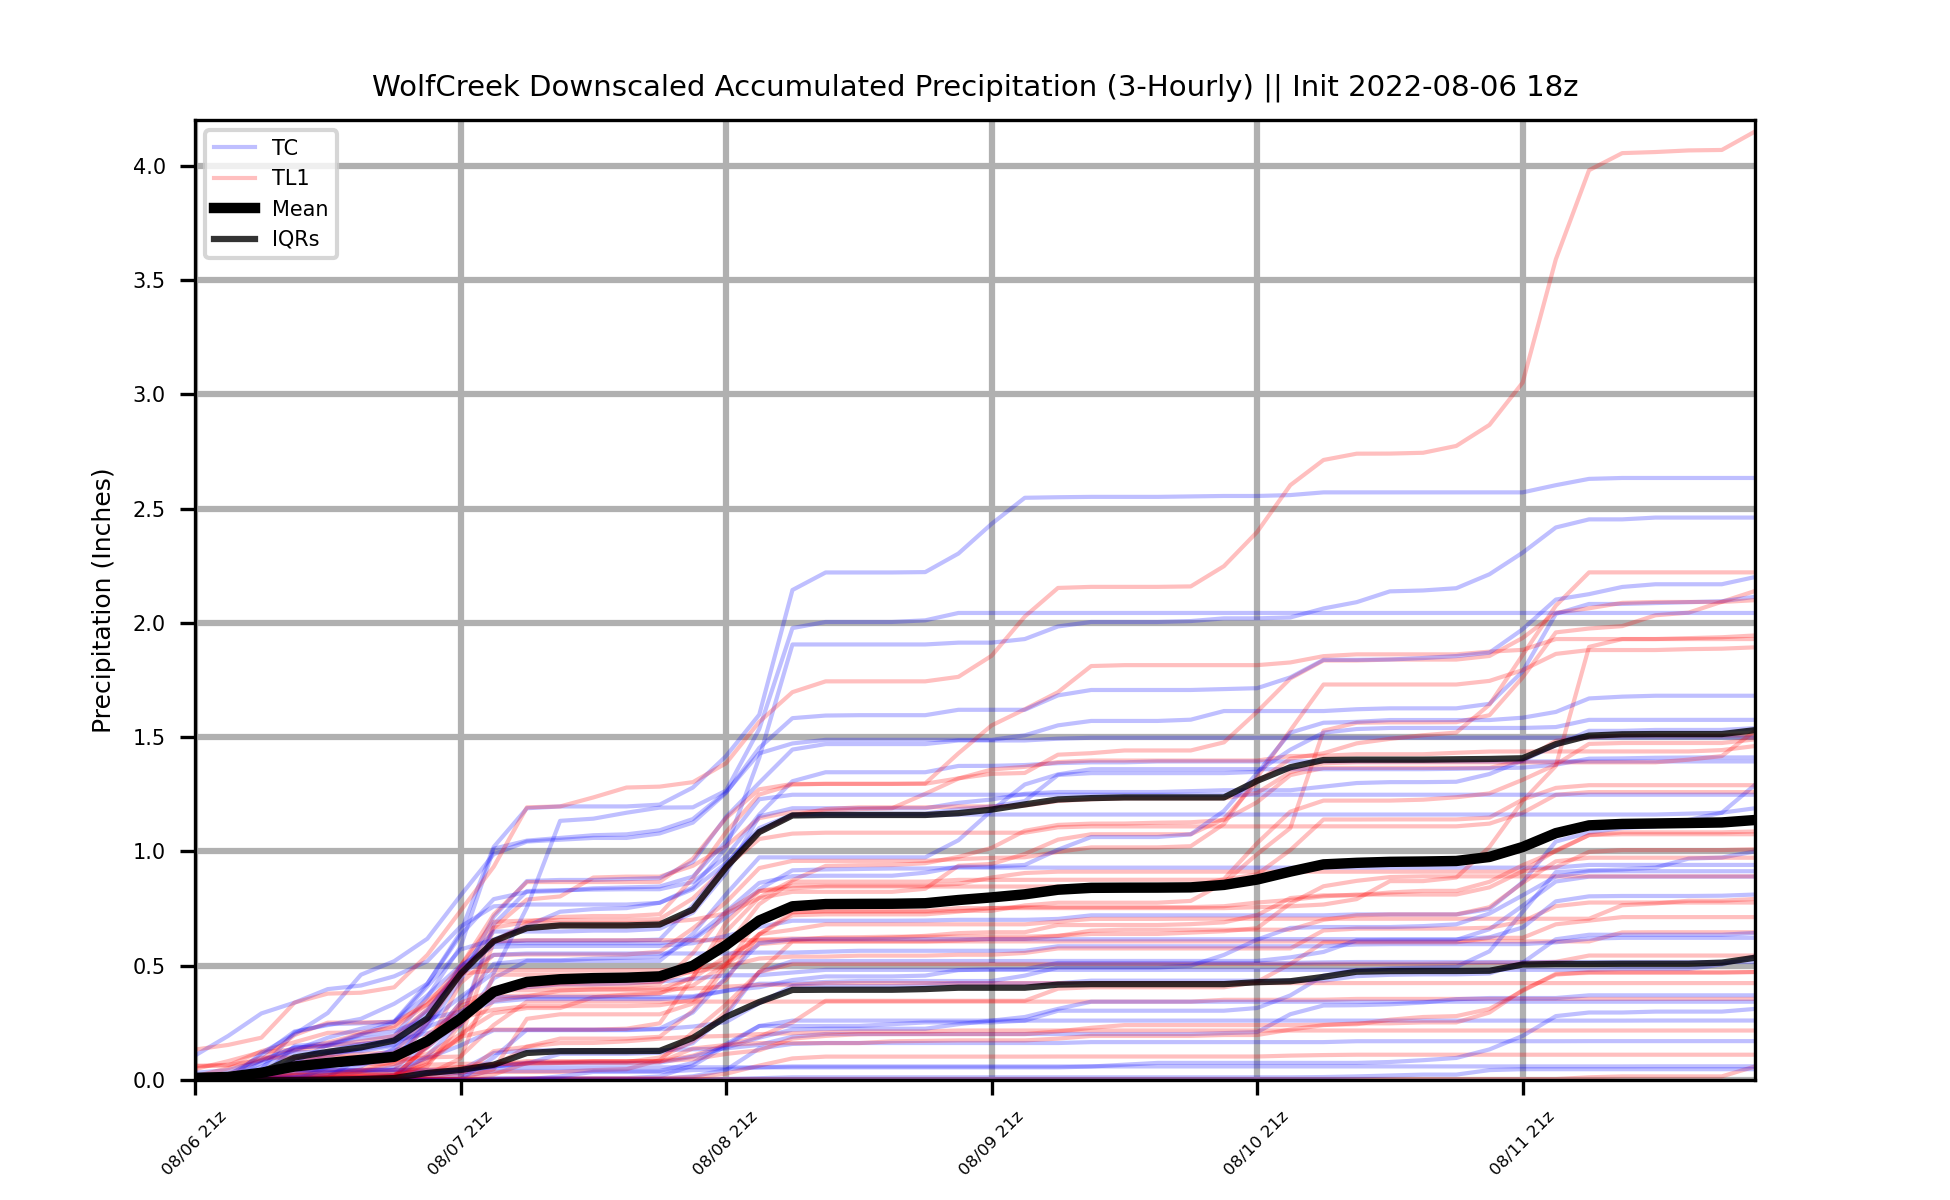 WolfCreek Downscaled Accumulated Precipitation (3-Hourly) || Init 2022-08-06 18z
TC
TL1
Mean
IQRs
Precipitation (Inches)
4.0
3.5
3.0
2.5
2.0
1.5
1.0
0.5
0.0
08/06 21z
08/07 21z
08/08 21z
08/09 21z
08/10 21z
08/11 21z